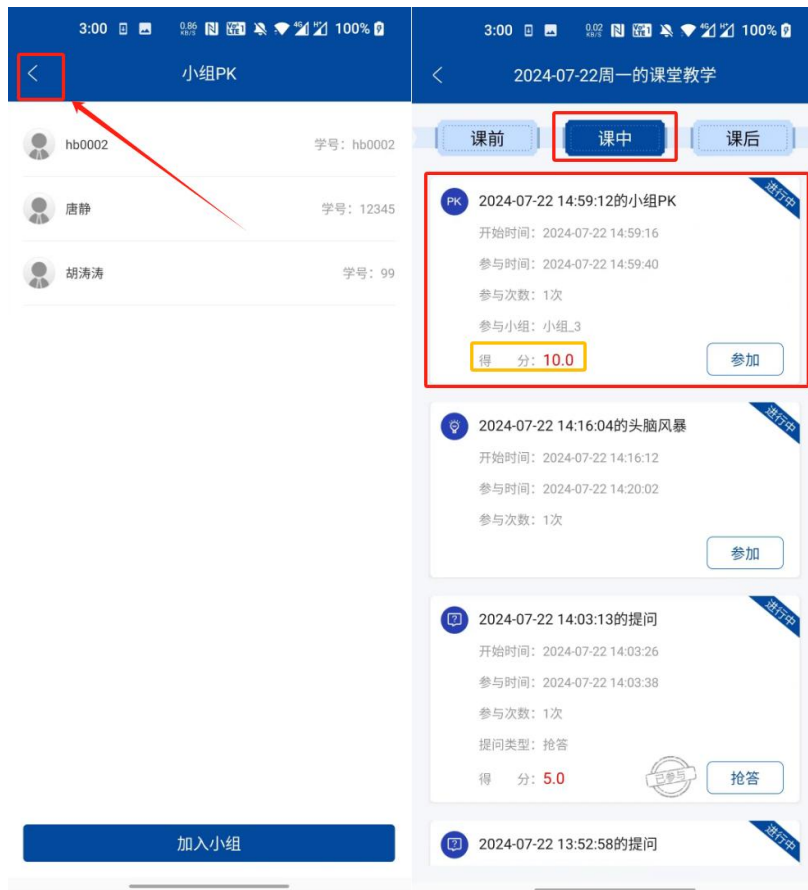 3:00 0.86 KB/S 100%
小组PK
hb0002 学号：hb0002
唐静 学号：12345
胡涛涛 学号：99
加入小组
3:00 0.02 KB/S 100%
2024-07-22周一的课堂教学
课前 课中 课后
PK 2024-07-22 14:59:12的小组PK 进行中
开始时间：2024-07-22 14:59:16
参与时间：2024-07-22 14:59:40
参与次数：1次
参与小组：小组_3
得 分：10.0 参加
2024-07-22 14:16:04的头脑风暴 进行中
开始时间：2024-07-22 14:16:12
参与时间：2024-07-22 14:20:02
参与次数：1次
参加
2024-07-22 14:03:13的提问 进行中
开始时间：2024-07-22 14:03:26
参与时间：2024-07-22 14:03:38
参与次数：1次
提问类型：抢答
得 分：5.0 已参与 抢答
2024-07-22 13:52:58的提问 进行中